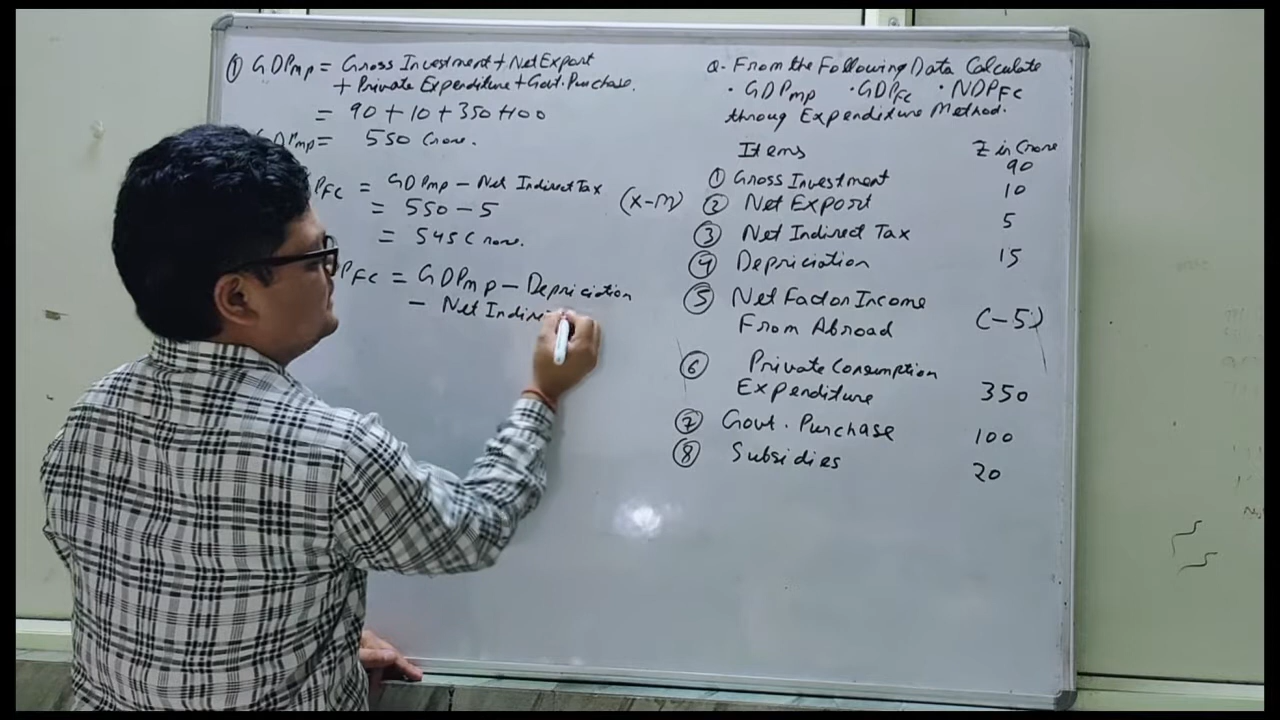 ① GDPmp = Gross Investment + Net Export
+ Private Expenditure + Govt. Purchase.
= 90 + 10 + 350 + 100
DPmp = 550 Crore.
PFC = GDPmp - Net Indirect Tax
= 550 - 5
= 545 Crore.
PFC = GDPmp - Depriciation
- Net Indire
(X-M)
Q. From the Following Data Calculate
• GDPmp • GDPFC • NDPFC
throug Expenditure Method.
Items ₹ in Crore
① Gross Investment 90
② Net Export 10
③ Net Indirect Tax 5
④ Depriciation 15
⑤ Net Factor Income
From Abroad (-5)
⑥ Private Consumption
Expenditure 350
⑦ Govt. Purchase 100
⑧ Subsidies 20